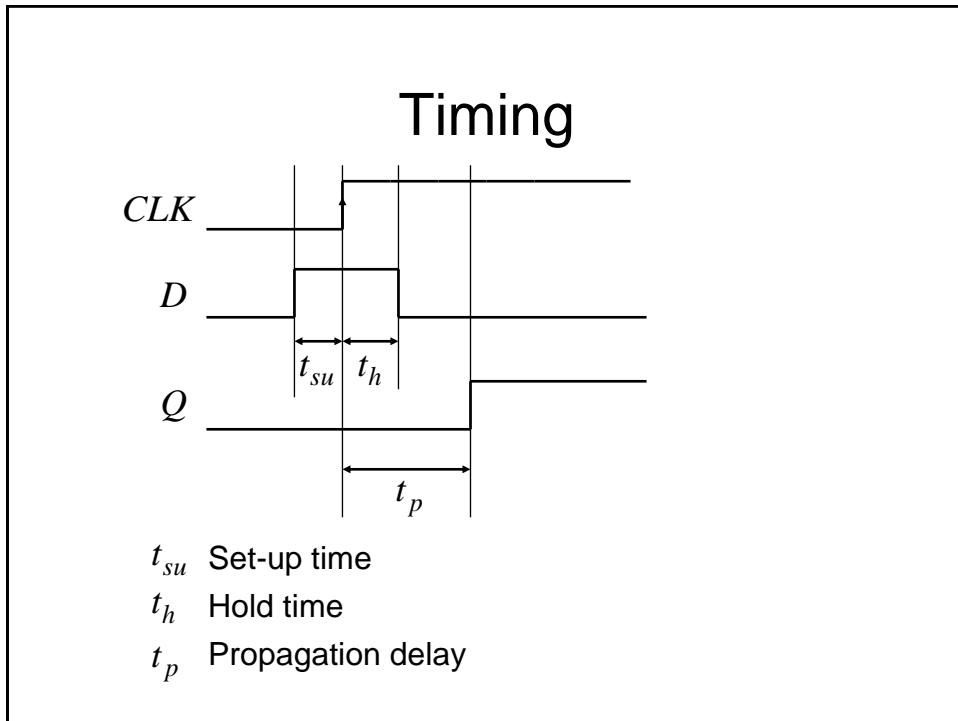 Timing
CLK
D
t_su t_h
Q
t_p
t_su Set-up time
t_h Hold time
t_p Propagation delay